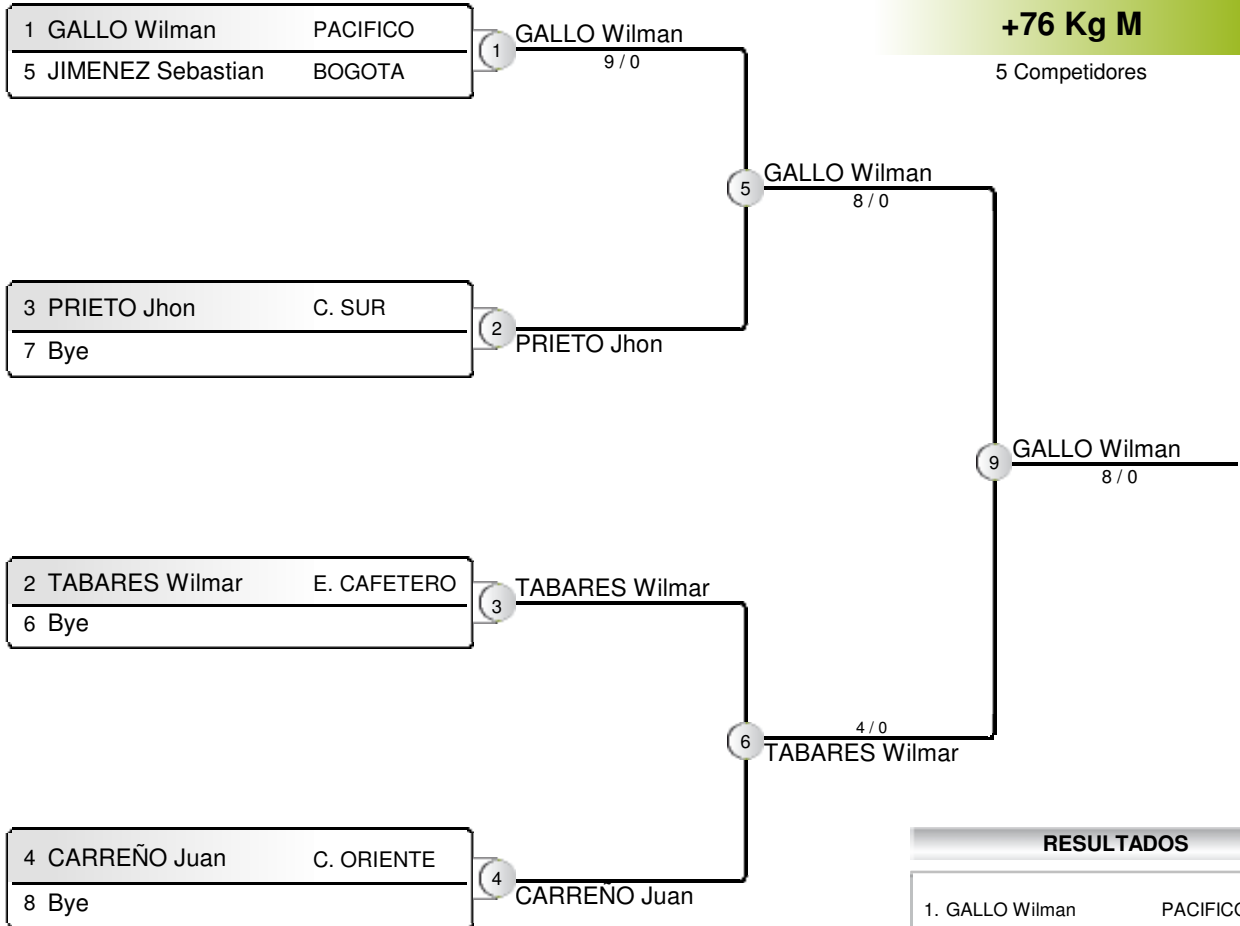 +76 Kg M
5 Competidores
1 GALLO Wilman PACIFICO
5 JIMENEZ Sebastian BOGOTA
1
GALLO Wilman
9 / 0
5
GALLO Wilman
8 / 0
3 PRIETO Jhon C. SUR
7 Bye
2
PRIETO Jhon
9
GALLO Wilman
8 / 0
2 TABARES Wilmar E. CAFETERO
6 Bye
3
TABARES Wilmar
6
4 / 0
TABARES Wilmar
4 CARREÑO Juan C. ORIENTE
8 Bye
4
CARREÑO Juan
RESULTADOS
1. GALLO Wilman PACIFICO